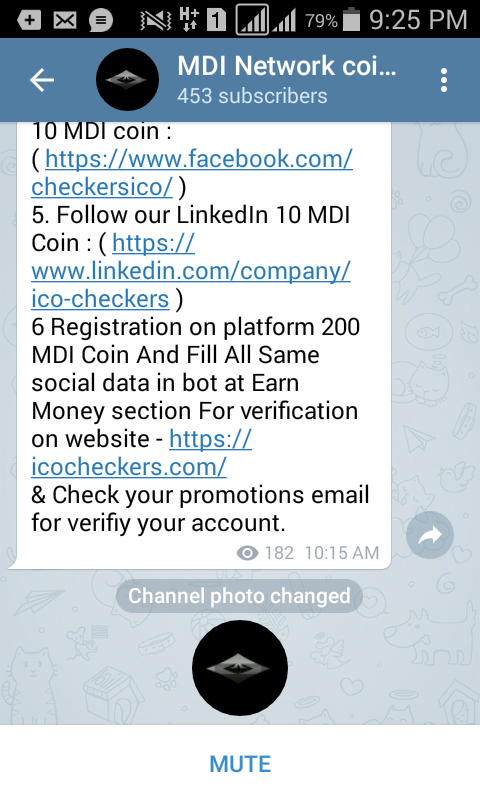 H+ 1 79% 9:25 PM
MDI Network coi...
453 subscribers
10 MDI coin :
( https://www.facebook.com/
checkersico/ )
5. Follow our LinkedIn 10 MDI
Coin : ( https://
www.linkedin.com/company/
ico-checkers )
6 Registration on platform 200
MDI Coin And Fill All Same
social data in bot at Earn
Money section For verification
on website - https://
icocheckers.com/
& Check your promotions email
for verifiy your account.
182 10:15 AM
Channel photo changed
MUTE